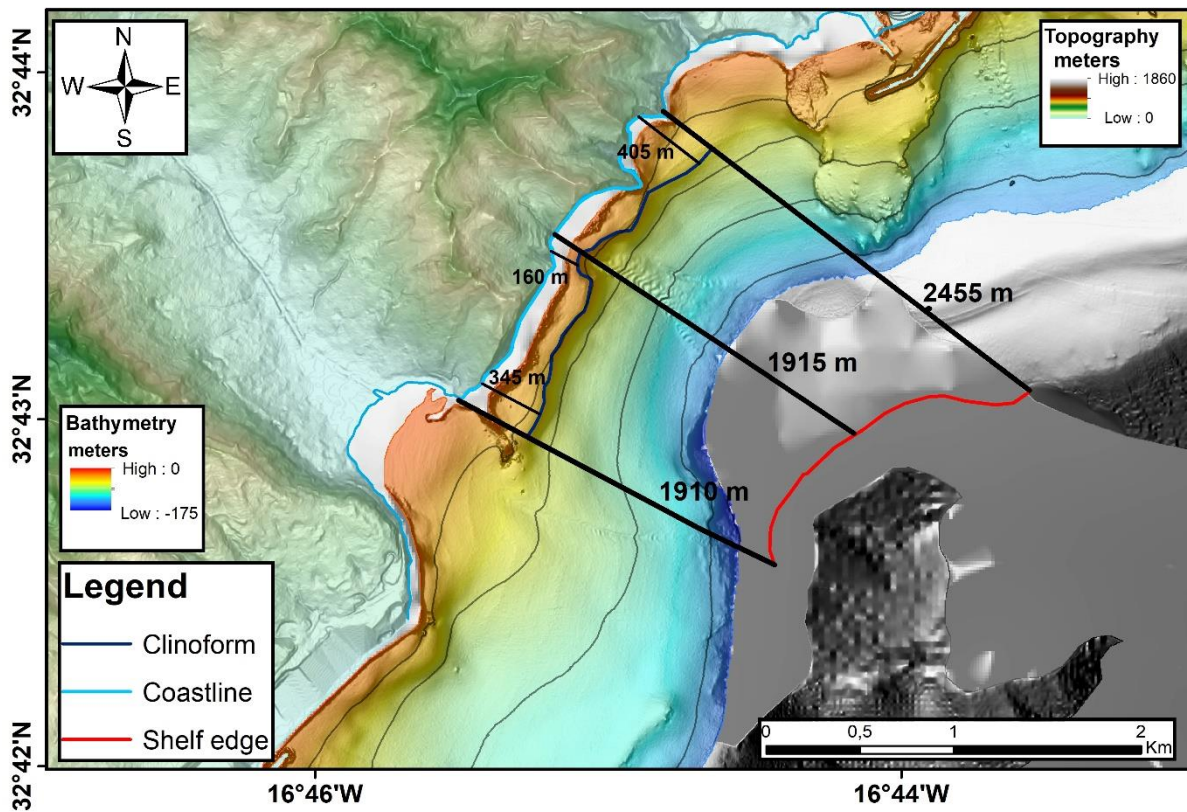 32°44'N
32°43'N
32°42'N
N
W E
S
Topography
meters
High : 1860
Low : 0
405 m
160 m
2455 m
1915 m
345 m
1910 m
Bathymetry
meters
High : 0
Low : -175
Legend
Clinoform
Coastline
Shelf edge
0 0,5 1 2
Km
16°46'W 16°44'W